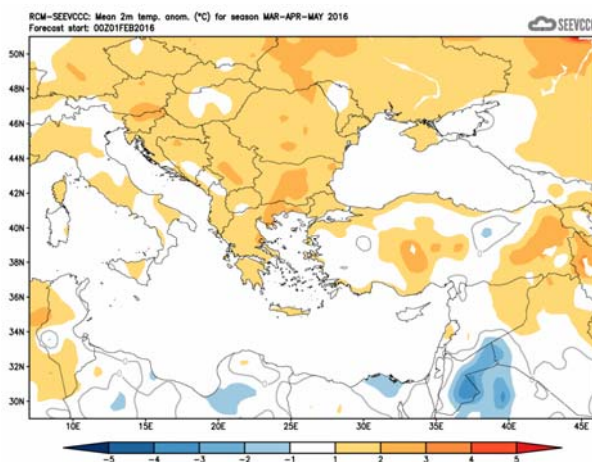 RCM-SEEVCCC: Mean 2m temp. anom. (°C) for season MAR-APR-MAY 2016
Forecast start: 00Z01FEB2016
SEEVCCC
50N
48N
46N
44N
42N
40N
38N
36N
34N
32N
30N
10E 15E 20E 25E 30E 35E 40E 45E
-5 -4 -3 -2 -1 1 2 3 4 5